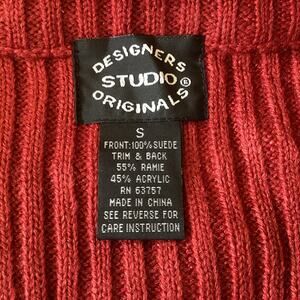 DESIGNERS
STUDIO®
ORIGINALS
S
FRONT:100%SUEDE
TRIM & BACK
55% RAMIE
45% ACRYLIC
RN 63757
MADE IN CHINA
SEE REVERSE FOR
CARE INSTRUCTION